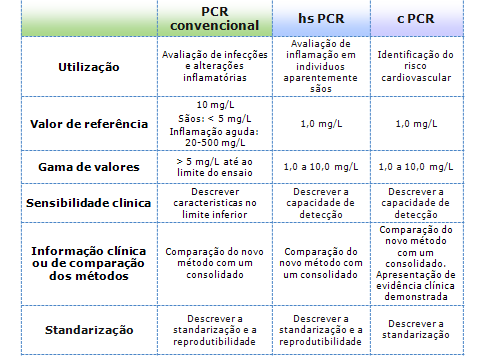 PCR convencional
hs PCR
c PCR
Utilização
Avaliação de infecções
e alterações
inflamatórias
Avaliação de
inflamação em
individuos
aparentemente
sãos
Identificação do
risco
cardiovascular
Valor de referência
10 mg/L
Sãos: < 5 mg/L
Inflamação aguda:
20-500 mg/L
1,0 mg/L
1,0 mg/L
Gama de valores
> 5 mg/L até ao
limite do ensaio
1,0 a 10,0 mg/L
1,0 a 10,0 mg/L
Sensibilidade clinica
Descrever
caracteristicas no
limite inferior
Descrever a
capacidade de
detecção
Descrever a
capacidade de
detecção
Informação clínica
ou de comparação
dos métodos
Comparação do novo
método com um
consolidado
Comparação do
novo método com
um consolidado
Comparação do
novo método
com um
consolidado.
Apresentação de
evidência clínica
demonstrada
Standarização
Descrever a
standarização e a
reprodutibilidade
Descrever a
standarização e a
reprodutibilidade
Descrever a
standarização